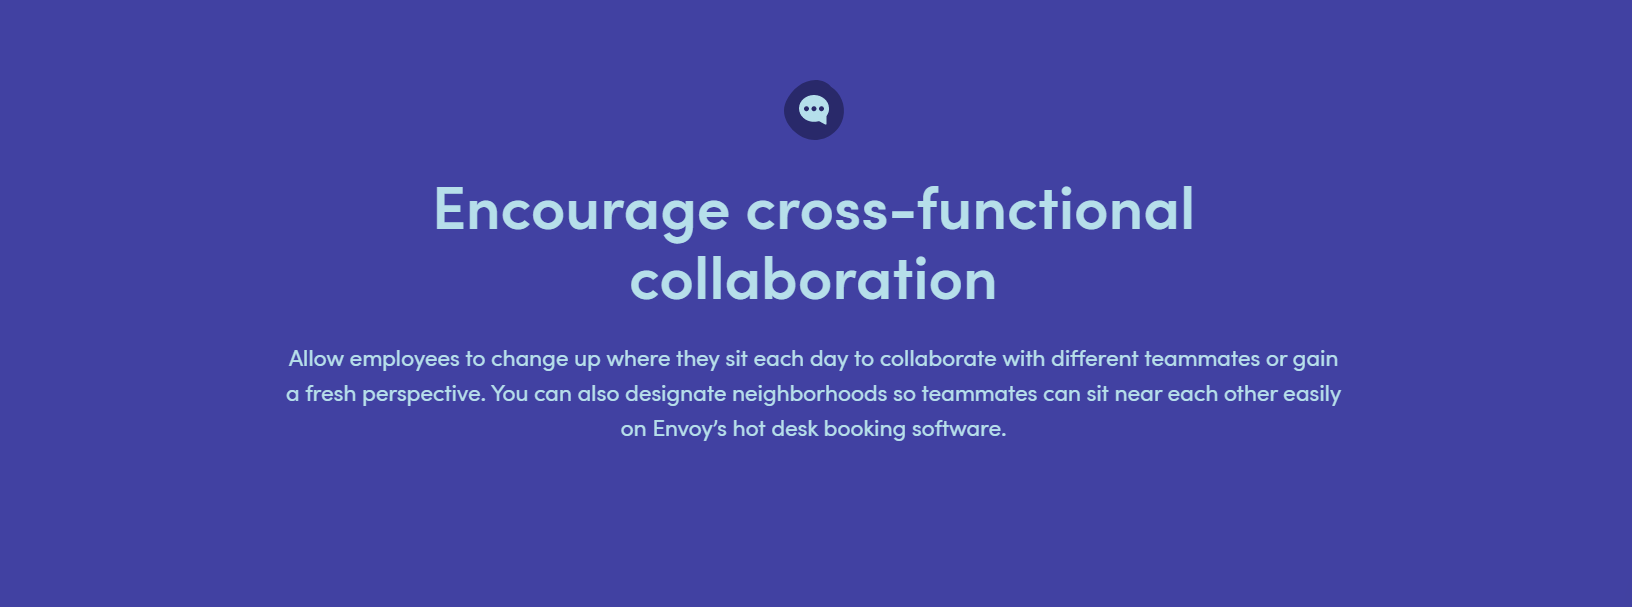 Encourage cross-functional
collaboration
Allow employees to change up where they sit each day to collaborate with different teammates or gain
a fresh perspective. You can also designate neighborhoods so teammates can sit near each other easily
on Envoy’s hot desk booking software.